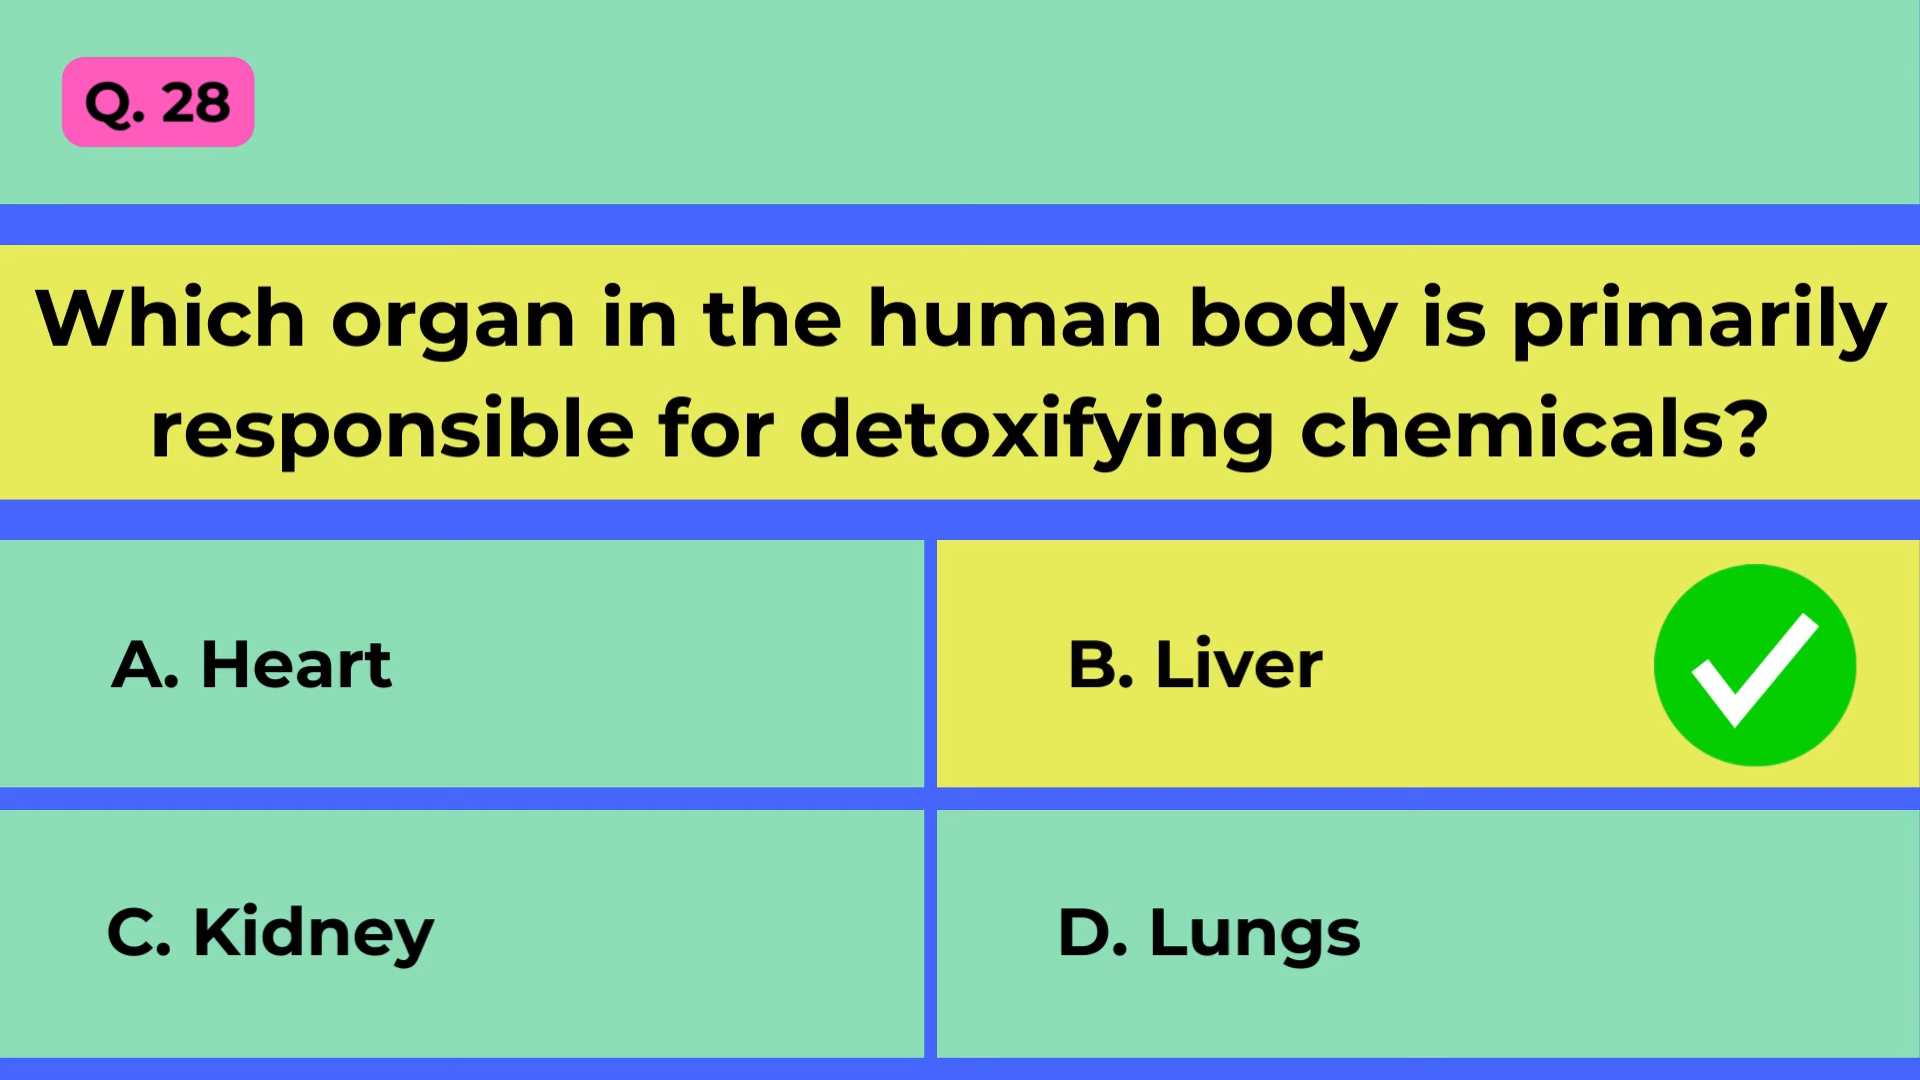 Q. 28
Which organ in the human body is primarily
responsible for detoxifying chemicals?
A. Heart
B. Liver
C. Kidney
D. Lungs